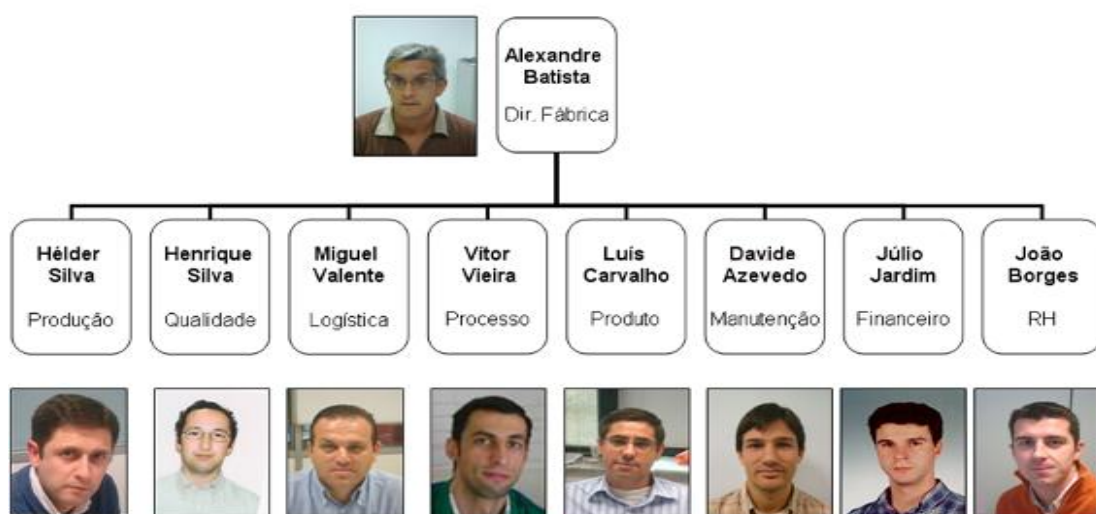 Alexandre
Batista
Dir. Fábrica
Hélder
Silva
Produção
Henrique
Silva
Qualidade
Miguel
Valente
Logística
Vitor
Vieira
Processo
Luís
Carvalho
Produto
Davide
Azevedo
Manutenção
Júlio
Jardim
Financeiro
João
Borges
RH